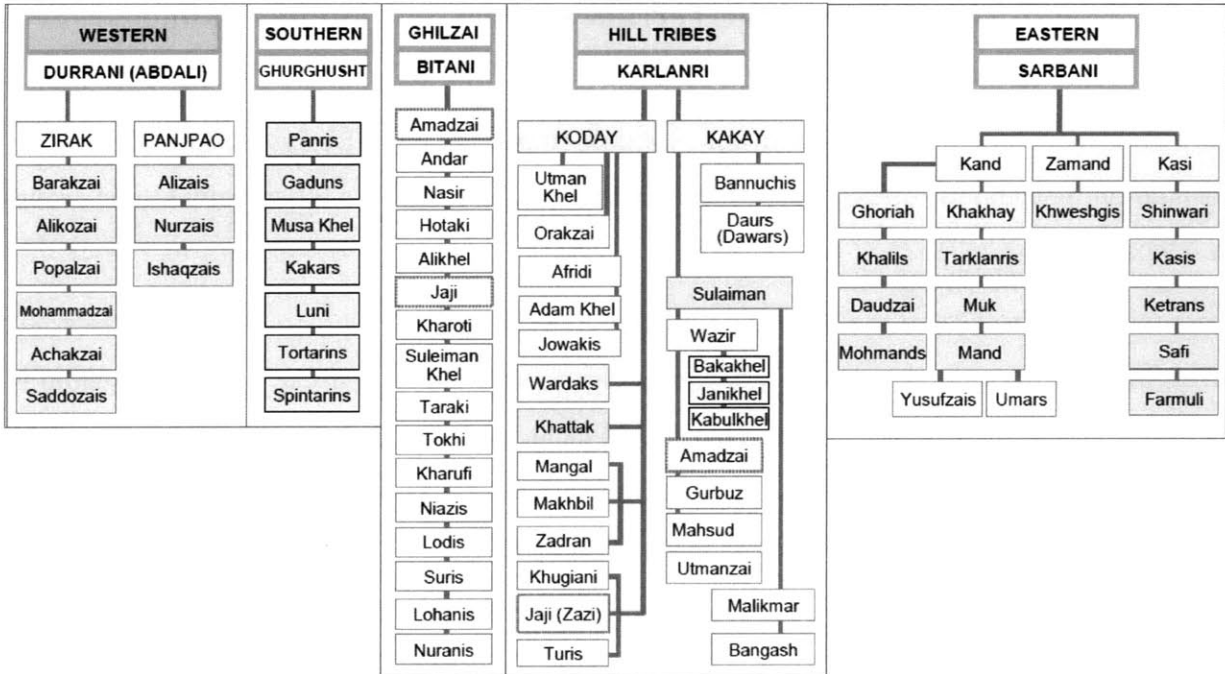 WESTERN
DURRANI (ABDALI)
ZIRAK
Barakzai
Alikozai
Popalzai
Mohammadzai
Achakzai
Saddozais
PANJPAO
Alizais
Nurzais
Ishaqzais
SOUTHERN
GHURGHUSHT
Panris
Gaduns
Musa Khel
Kakars
Luni
Tortarins
Spintarins
GHILZAI
BITANI
Amadzai
Andar
Nasir
Hotaki
Alikhel
Jaji
Kharoti
Suleiman
Khel
Taraki
Tokhi
Kharufi
Niazis
Lodis
Suris
Lohanis
Nuranis
HILL TRIBES
KARLANRI
KODAY
Utman
Khel
Orakzai
Afridi
Adam Khel
Jowakis
Wardaks
Khattak
Mangal
Makhbil
Zadran
Khugiani
Jaji (Zazi)
Turis
KAKAY
Bannuchis
Daurs
(Dawars)
Sulaiman
Wazir
Bakakhel
Janikhel
Kabulkhel
Amadzai
Gurbuz
Mahsud
Utmanzai
Malikmar
Bangash
EASTERN
SARBANI
Kand
Zamand
Kasi
Ghoriah
Khalils
Daudzai
Mohmands
Khakhay
Tarklanris
Muk
Mand
Yusufzais
Umars
Khweshgis
Shinwari
Kasis
Ketrans
Safi
Farmuli